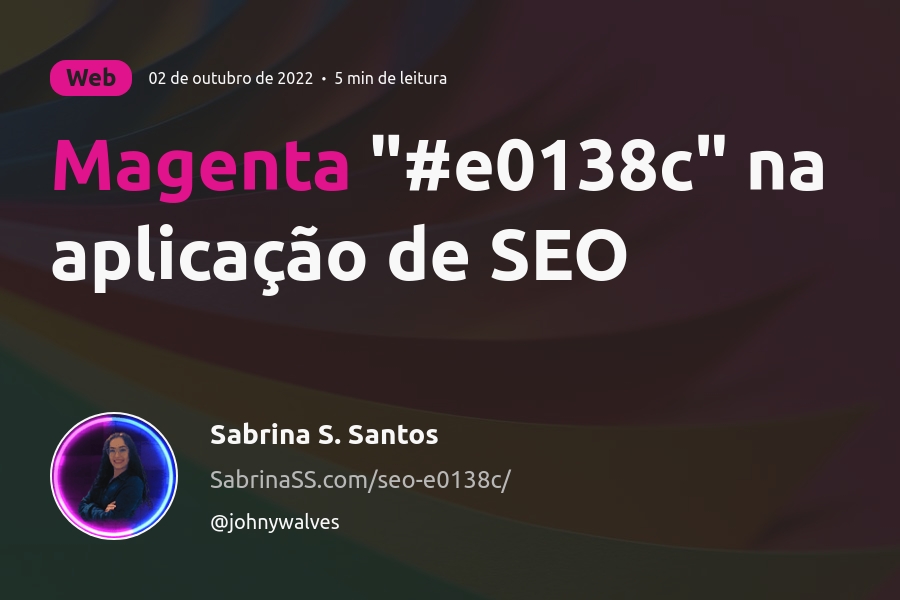 Web 02 de outubro de 2022 • 5 min de leitura
Magenta "#e0138c" na
aplicação de SEO
Sabrina S. Santos
SabrinaSS.com/seo-e0138c/
@johnywalves